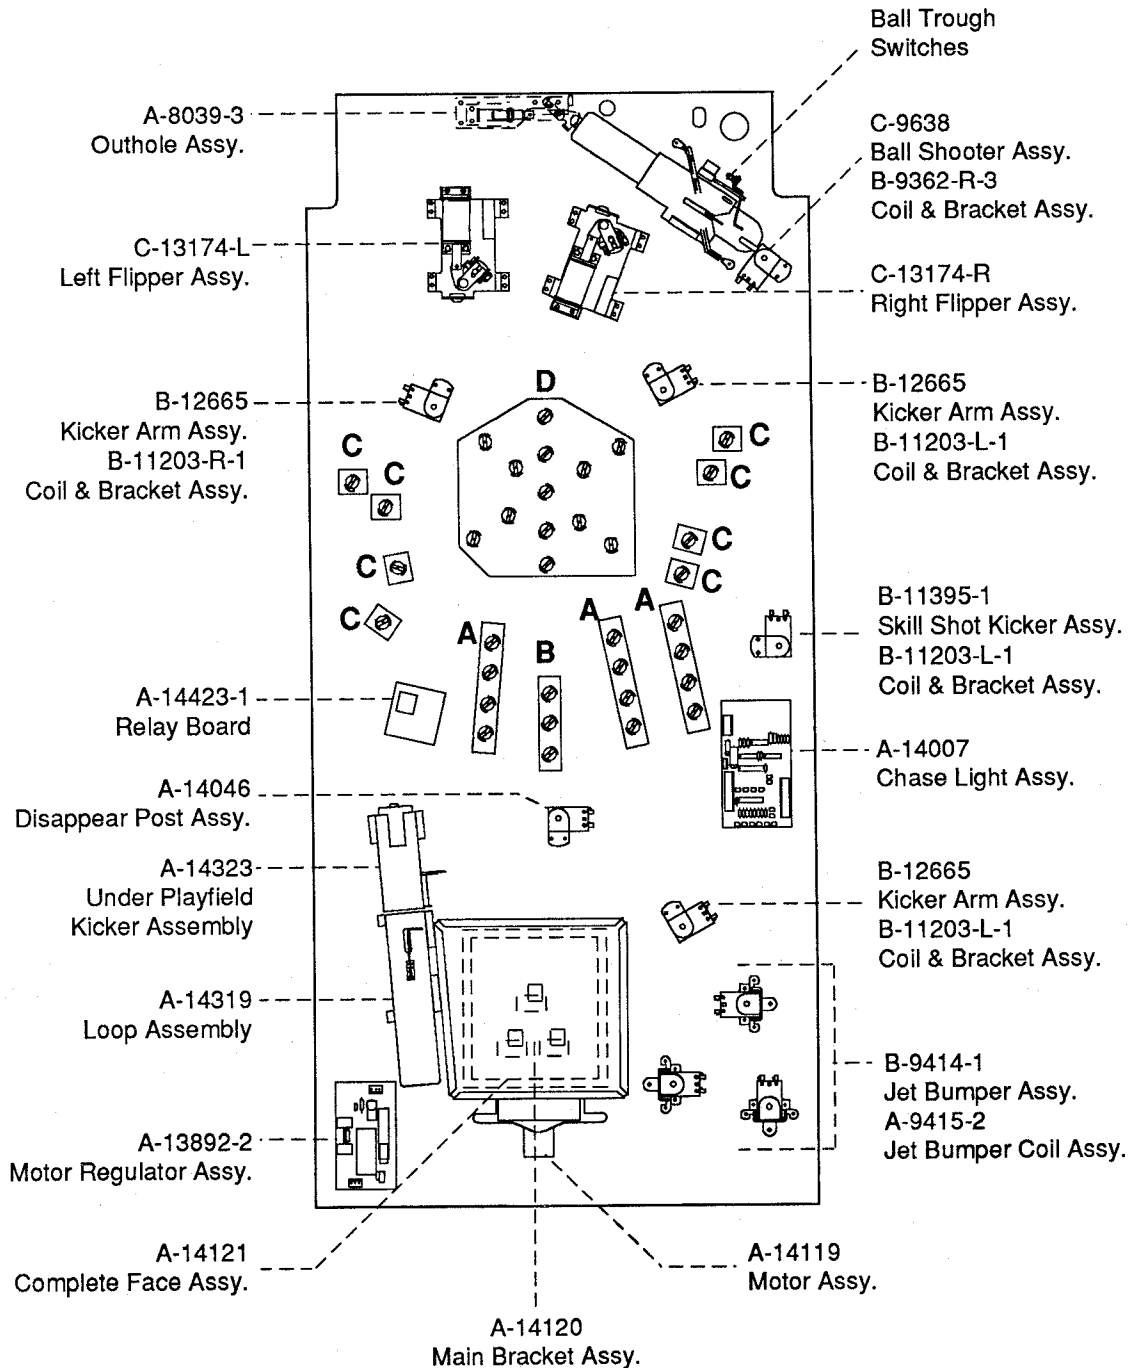 Ball Trough
Switches
A-8039-3
Outhole Assy.
C-9638
Ball Shooter Assy.
B-9362-R-3
Coil & Bracket Assy.
C-13174-L
Left Flipper Assy.
C-13174-R
Right Flipper Assy.
B-12665
Kicker Arm Assy.
B-11203-R-1
Coil & Bracket Assy.
D
B-12665
Kicker Arm Assy.
B-11203-L-1
Coil & Bracket Assy.
C
C
C
C
C
C
C
C
A
B
A
A
B-11395-1
Skill Shot Kicker Assy.
B-11203-L-1
Coil & Bracket Assy.
A-14423-1
Relay Board
A-14007
Chase Light Assy.
A-14046
Disappear Post Assy.
A-14323
Under Playfield
Kicker Assembly
B-12665
Kicker Arm Assy.
B-11203-L-1
Coil & Bracket Assy.
A-14319
Loop Assembly
B-9414-1
Jet Bumper Assy.
A-9415-2
Jet Bumper Coil Assy.
A-13892-2
Motor Regulator Assy.
A-14121
Complete Face Assy.
A-14119
Motor Assy.
A-14120
Main Bracket Assy.